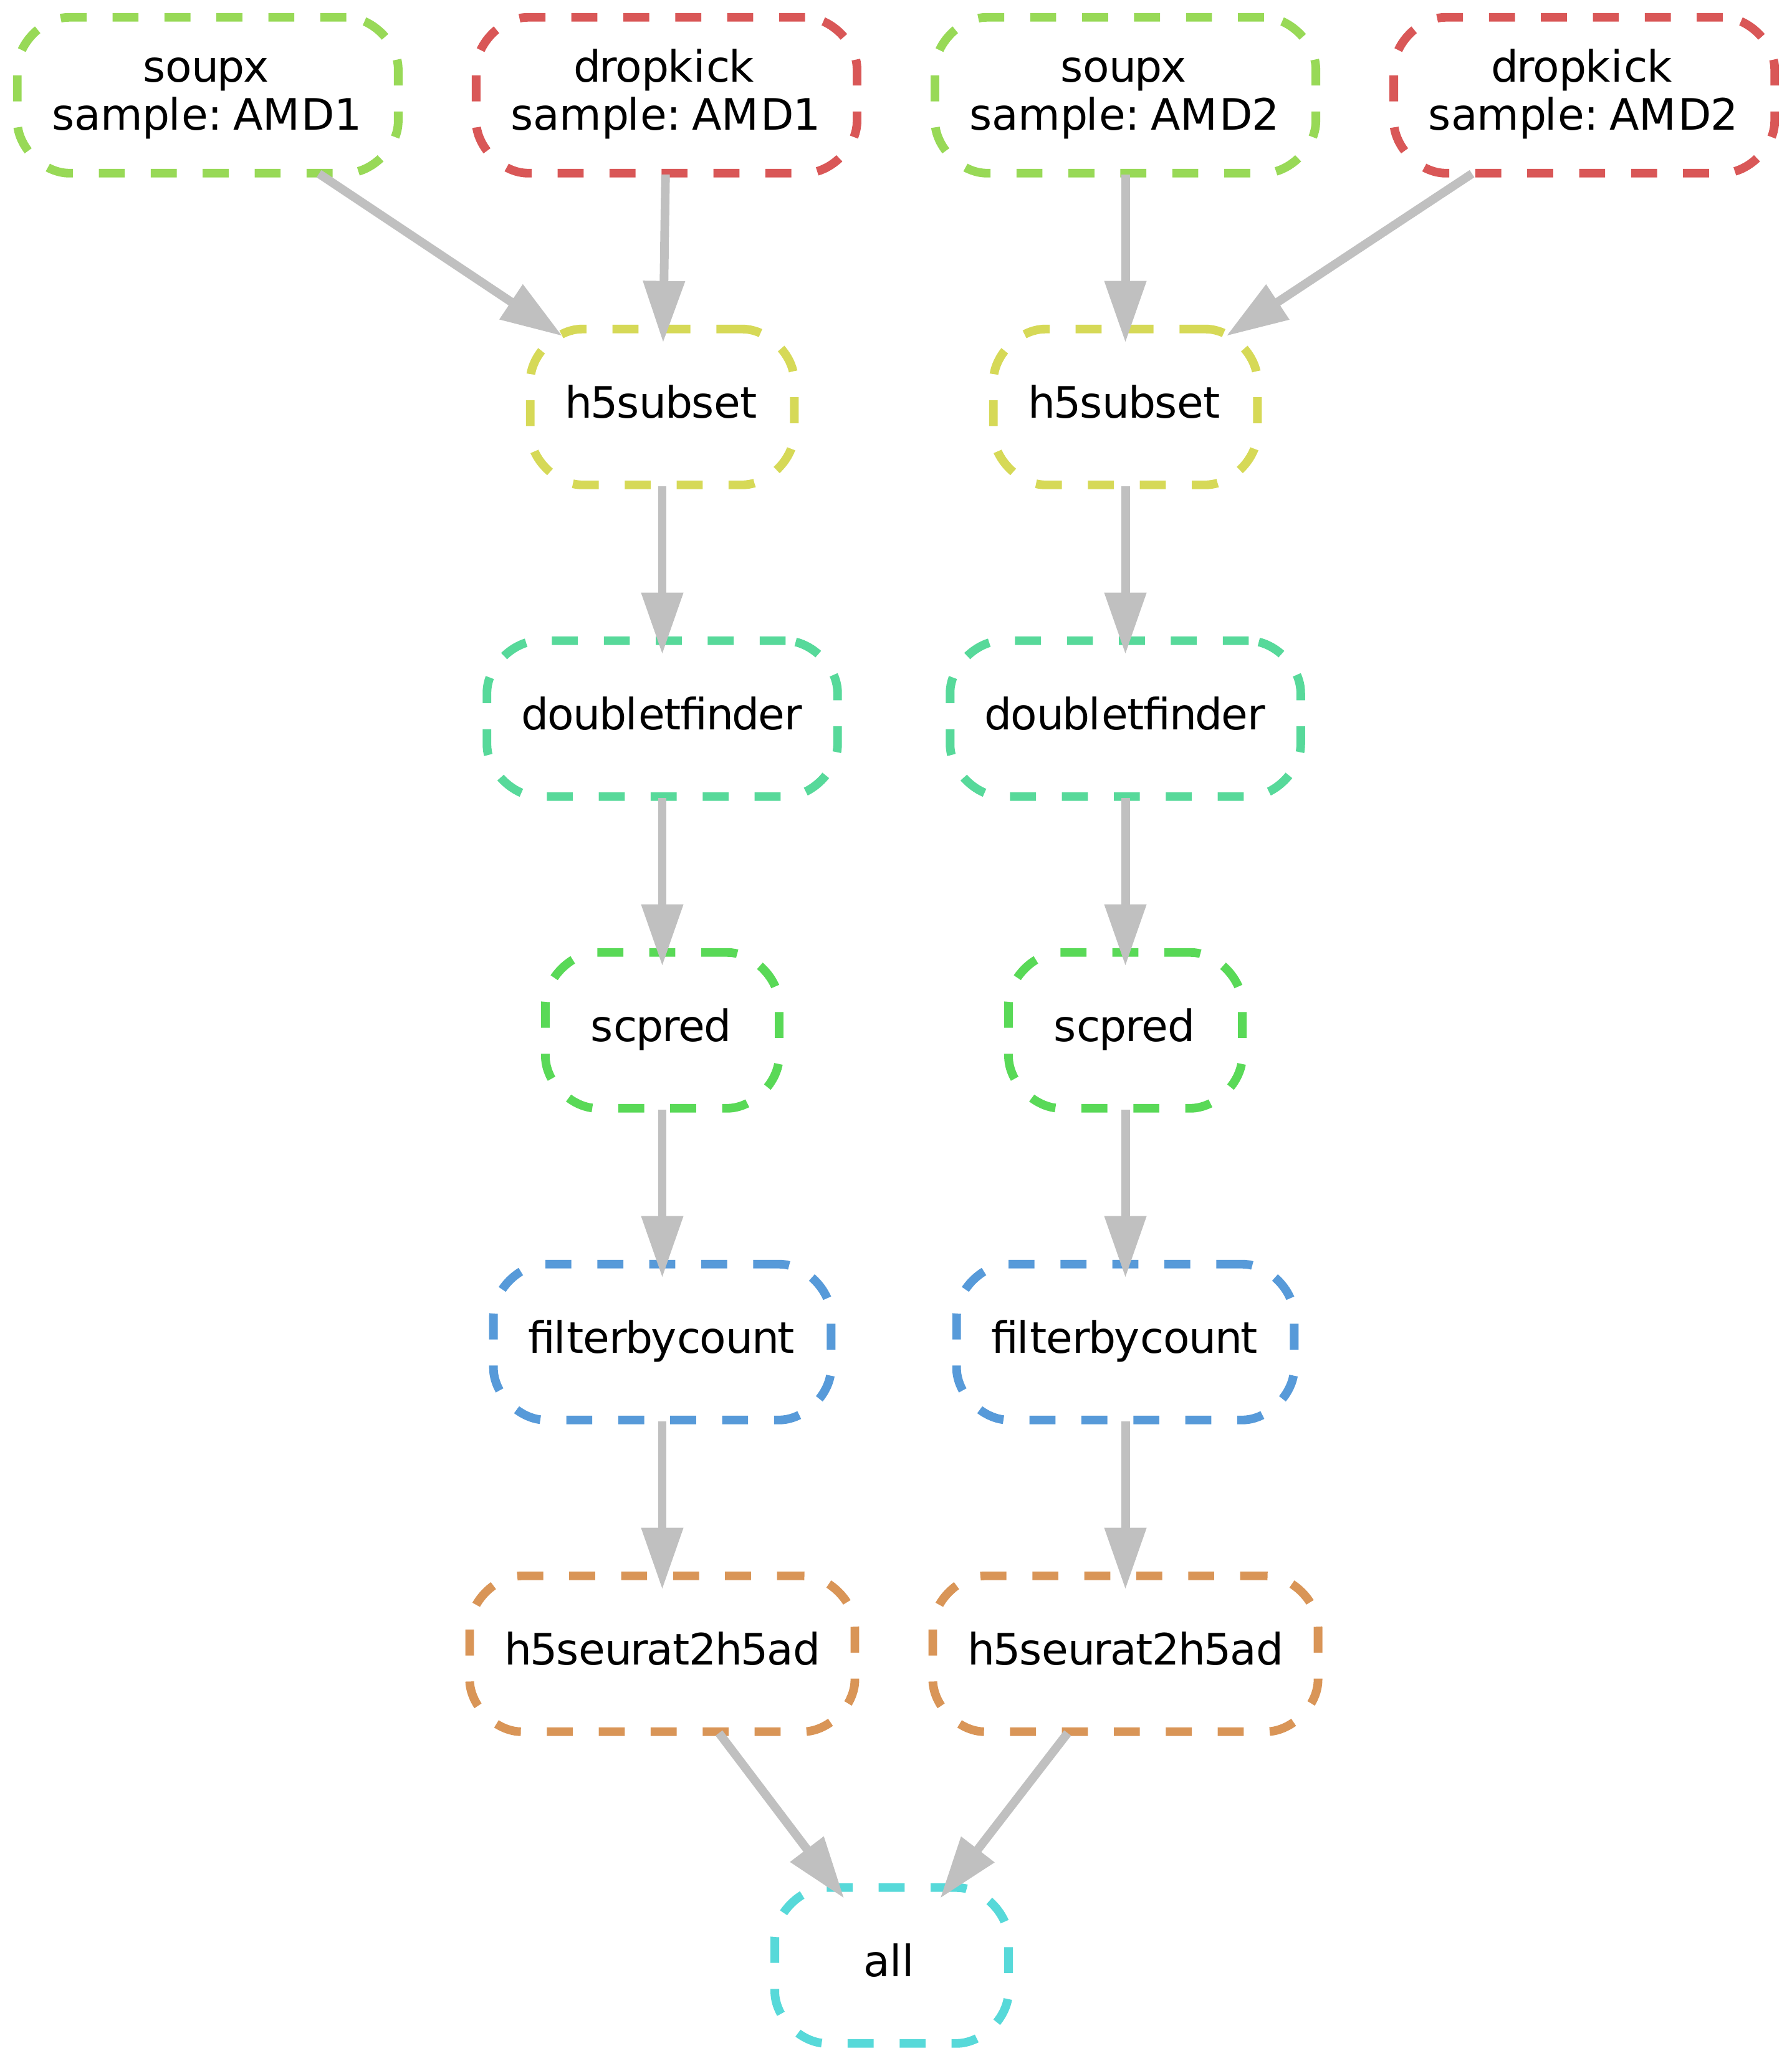 soupx
sample: AMD1
dropkick
sample: AMD1
soupx
sample: AMD2
dropkick
sample: AMD2
h5subset
h5subset
doubletfinder
doubletfinder
scpred
scpred
filterbycount
filterbycount
h5seurat2h5ad
h5seurat2h5ad
all